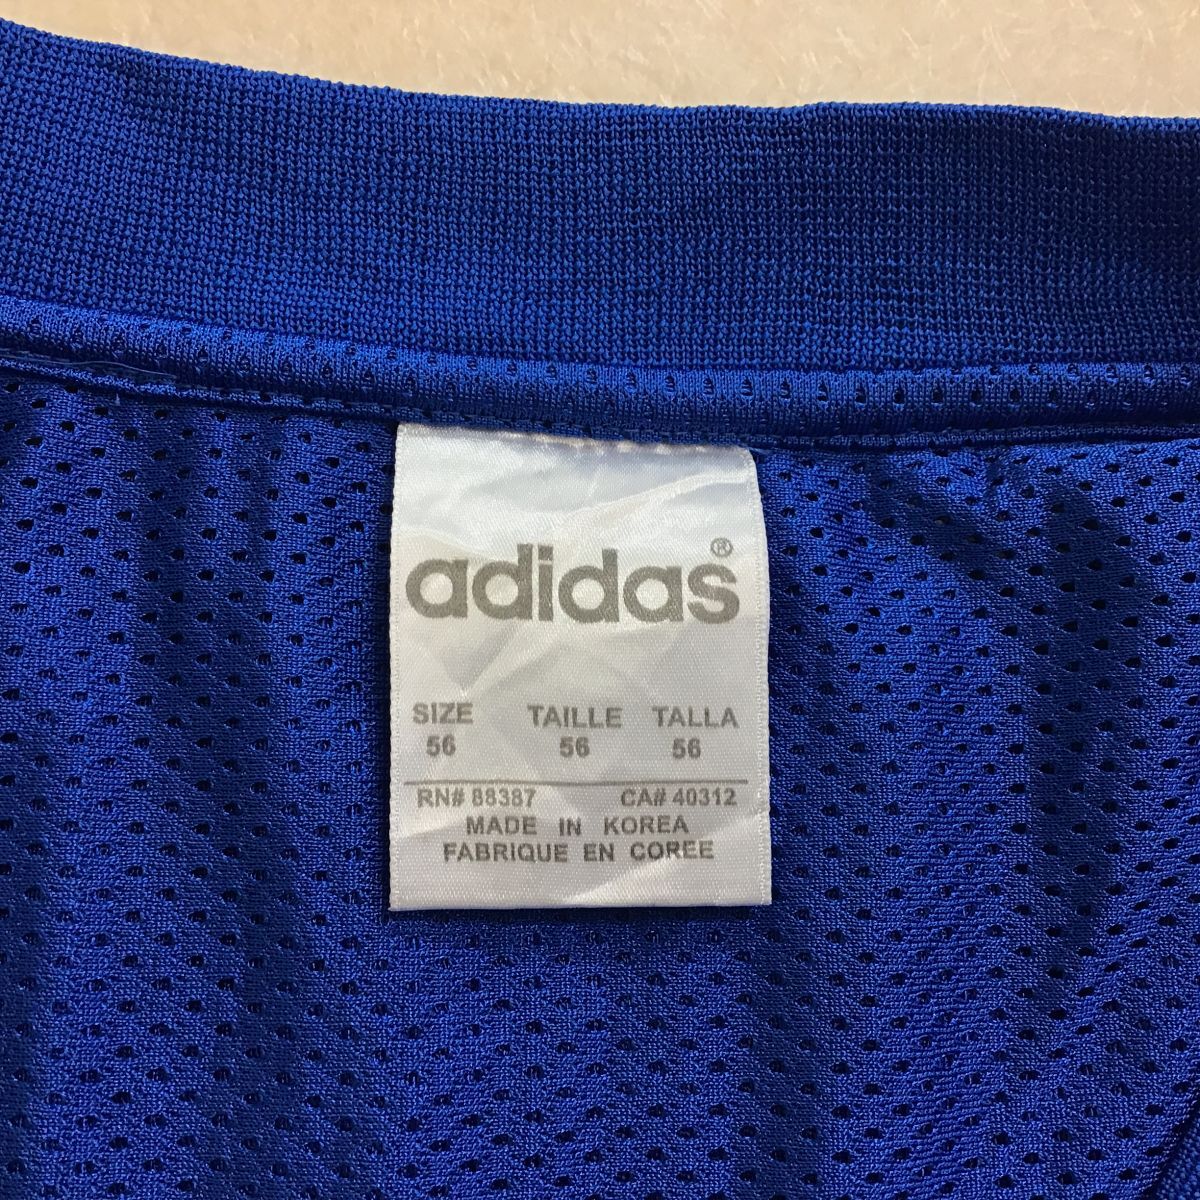 adidas®
SIZE TAILLE TALLA
56 56 56
RN# 88387 CA# 40312
MADE IN KOREA
FABRIQUE EN COREE